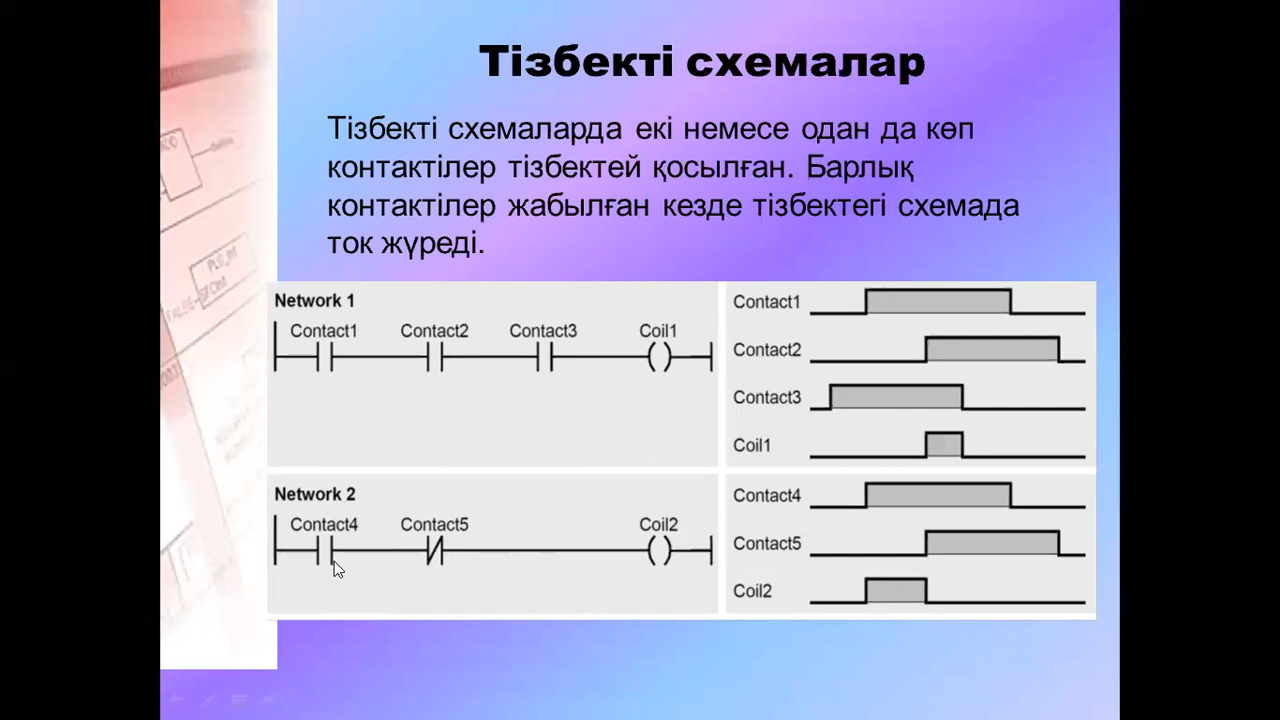 Тізбекті схемалар
Тізбекті схемаларда екі немесе одан да көп
контактілер тізбектей қосылған. Барлық
контактілер жабылған кезде тізбектегі схемада
ток жүреді.
Network 1
Contact1 Contact2 Contact3 Coil1
Contact1
Contact2
Contact3
Coil1
Network 2
Contact4 Contact5 Coil2
Contact4
Contact5
Coil2